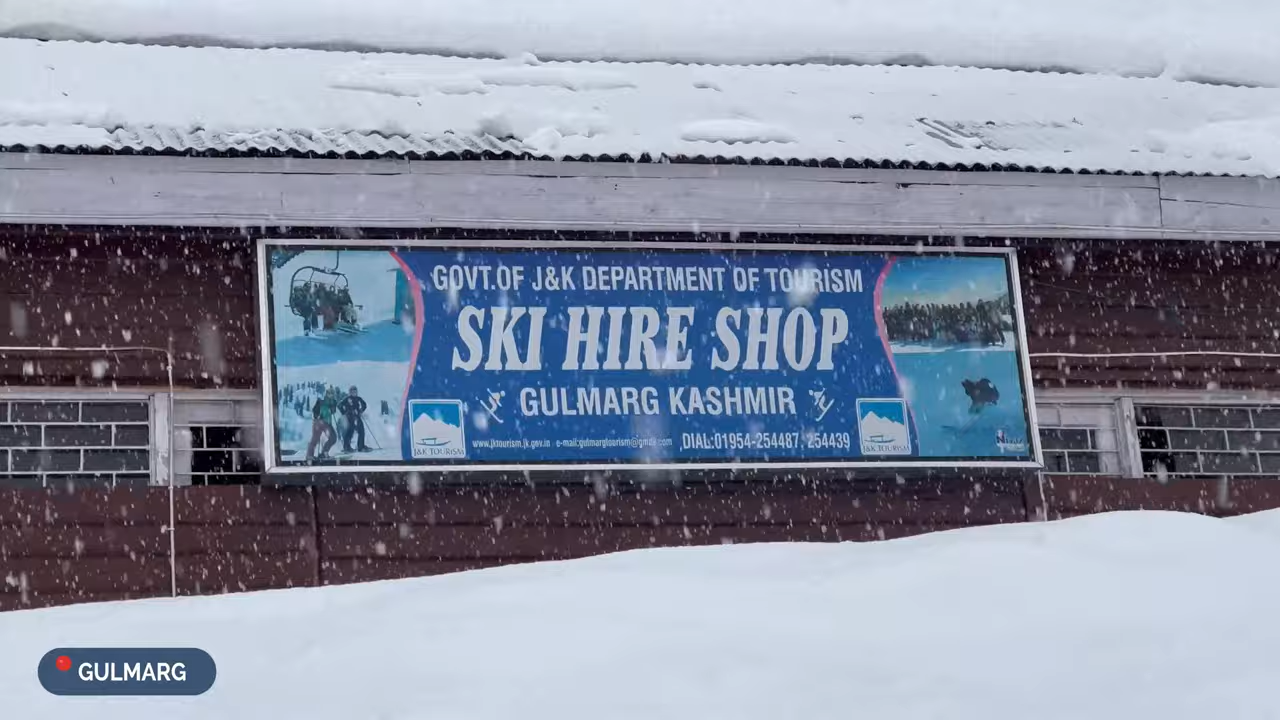 GOVT.OF J&K DEPARTMENT OF TOURISM
SKI HIRE SHOP
GULMARG KASHMIR
www.jktourism.jk.gov.in e-mail:gulmargtourism@gmail.com DIAL:01954-254487, 254439
J&K TOURISM
J&K TOURISM
GULMARG